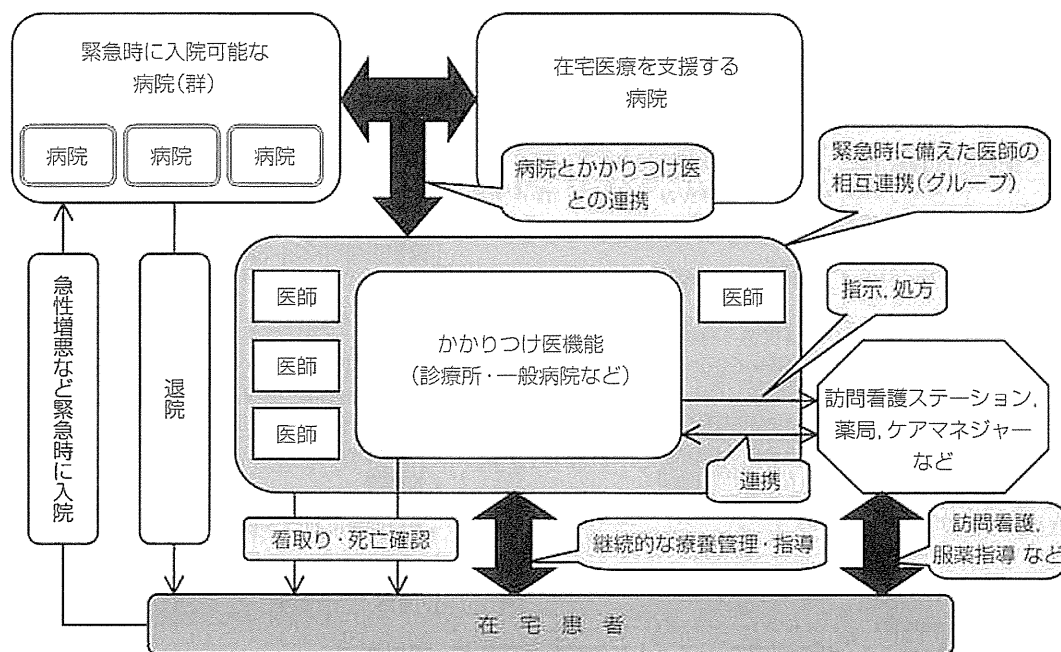 緊急時に入院可能な
病院(群)
病院
病院
病院
在宅医療を支援する
病院
病院とかかりつけ医
との連携
緊急時に備えた医師の
相互連携(グループ)
医師
医師
医師
医師
かかりつけ医機能
(診療所・一般病院など)
指示,処方
訪問看護ステーション,
薬局,ケアマネジャー
など
連携
急性増悪など緊急時に入院
退院
看取り・死亡確認
継続的な療養管理・指導
訪問看護,
服薬指導 など
在 宅 患 者